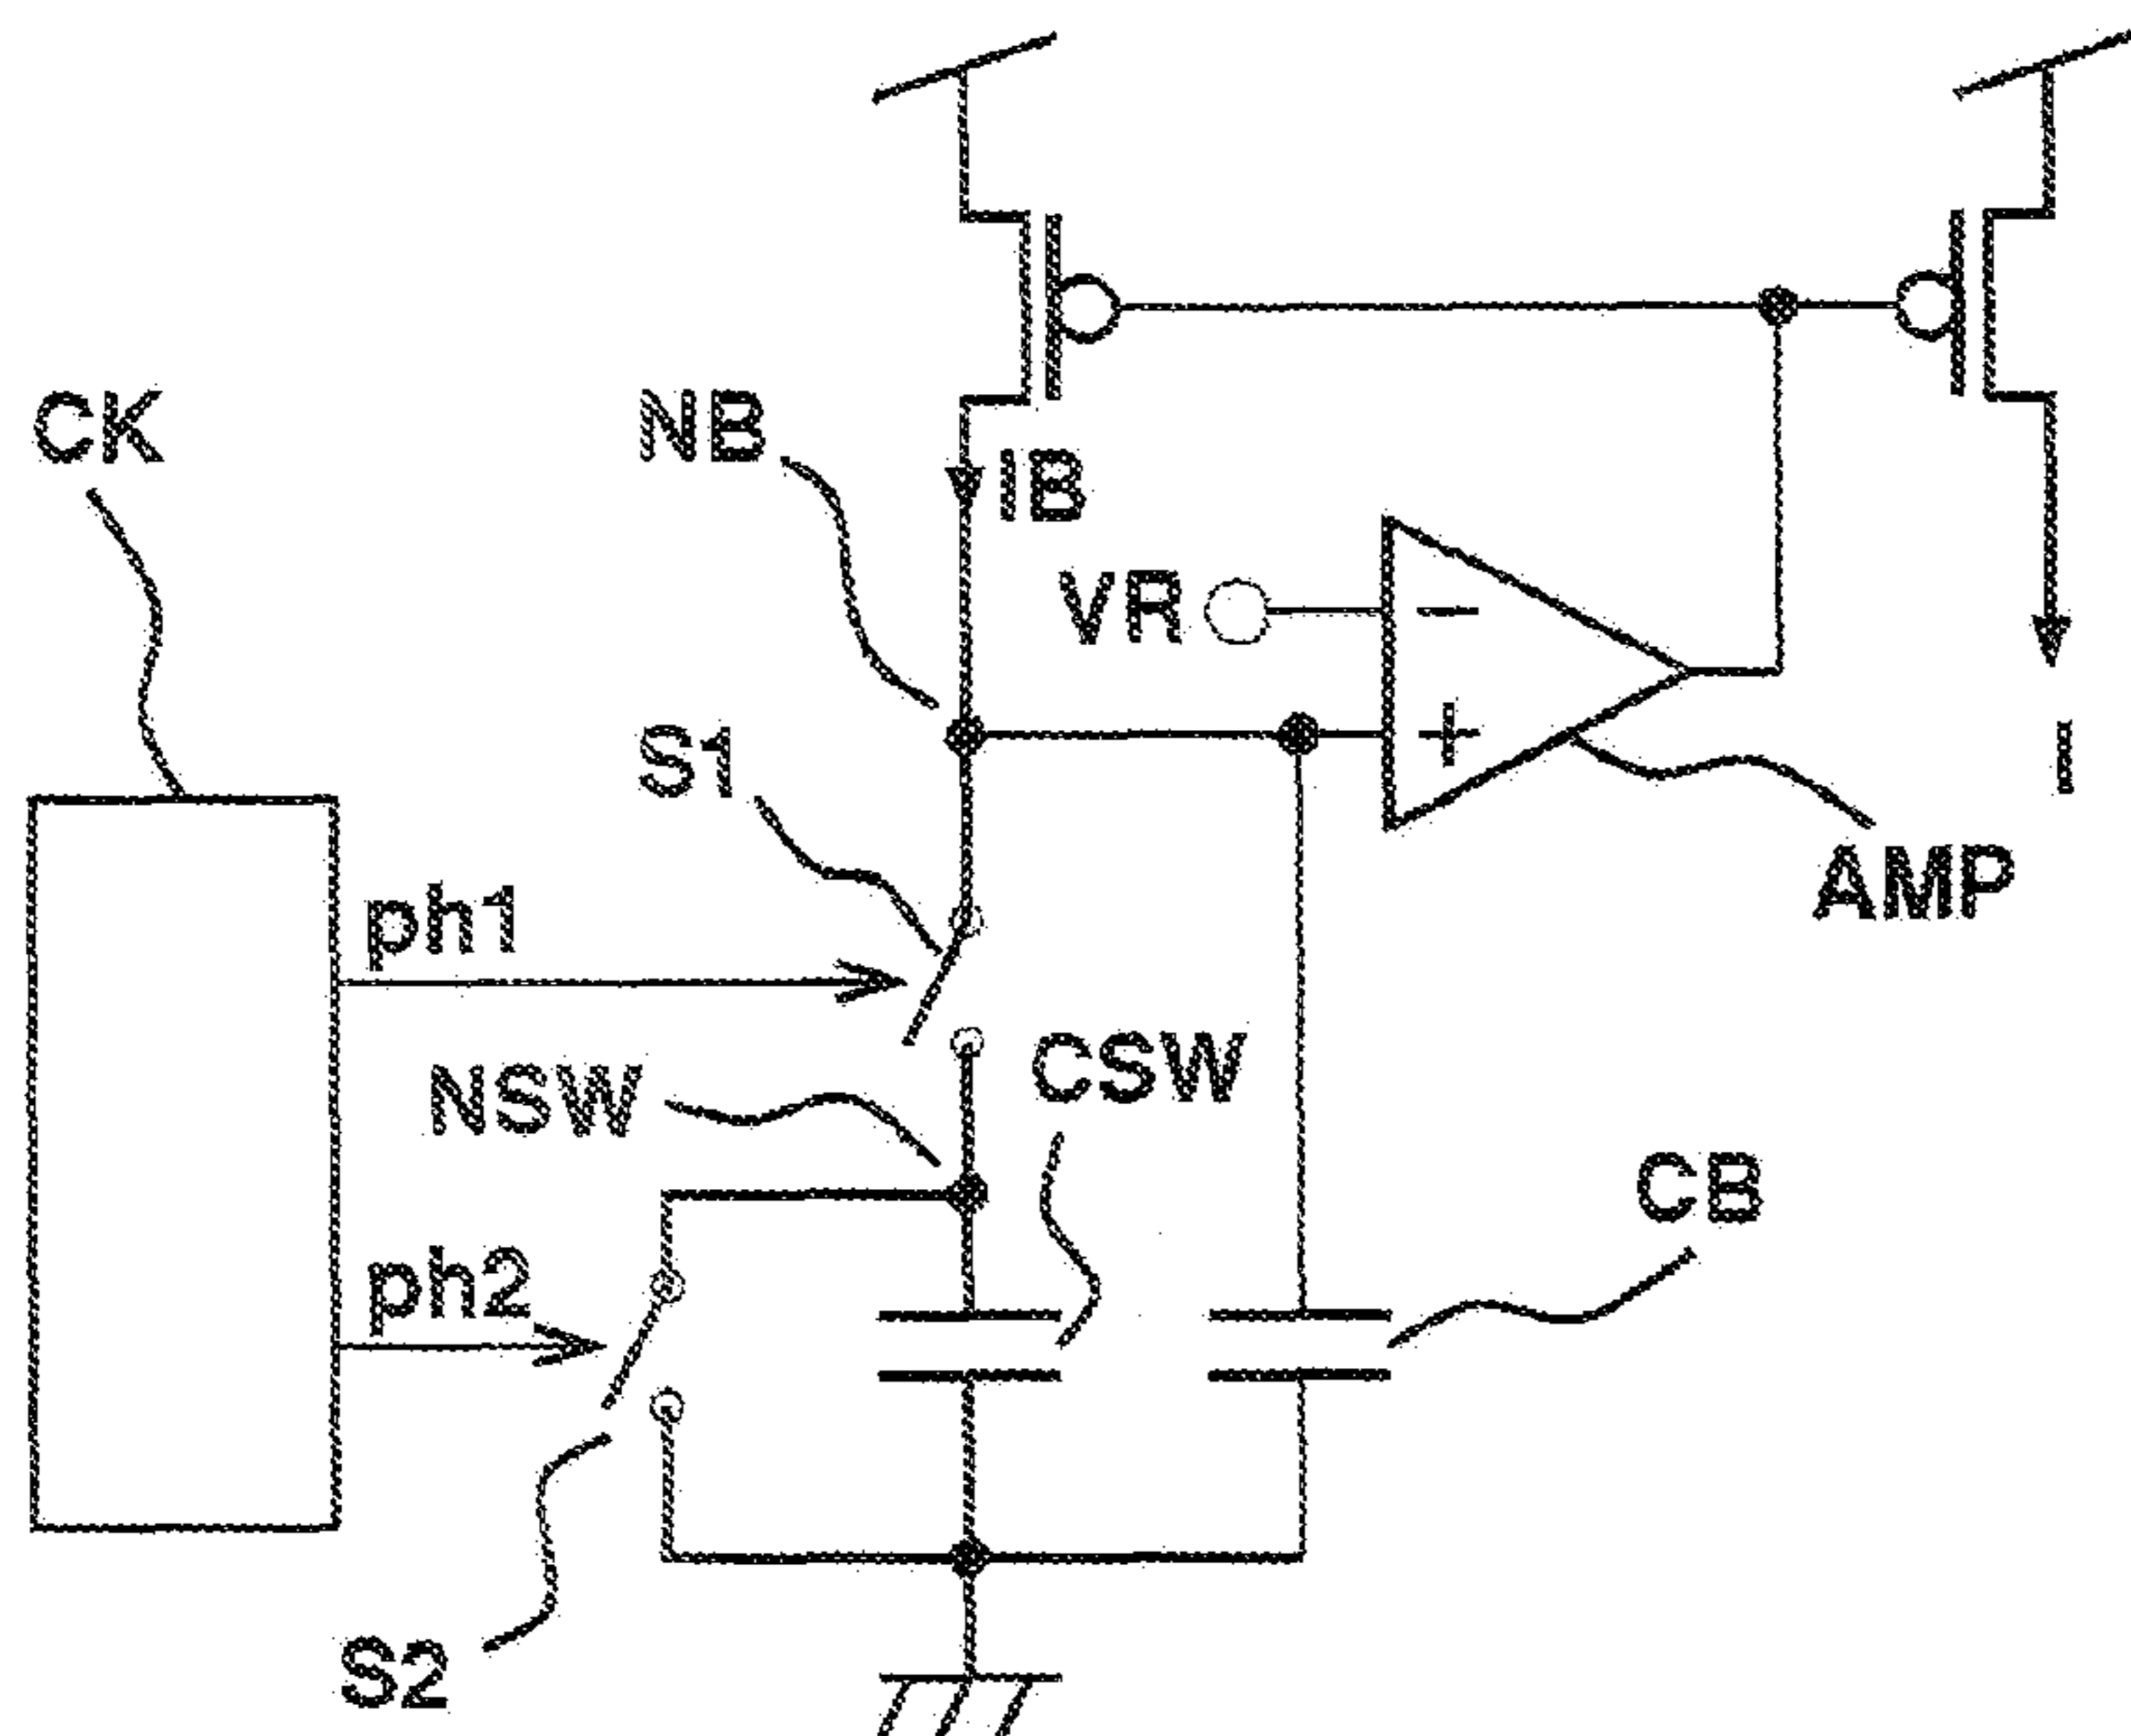 CK
NB
IB
VR
−
+
S1
I
AMP
ph1
CSW
NSW
CB
ph2
S2